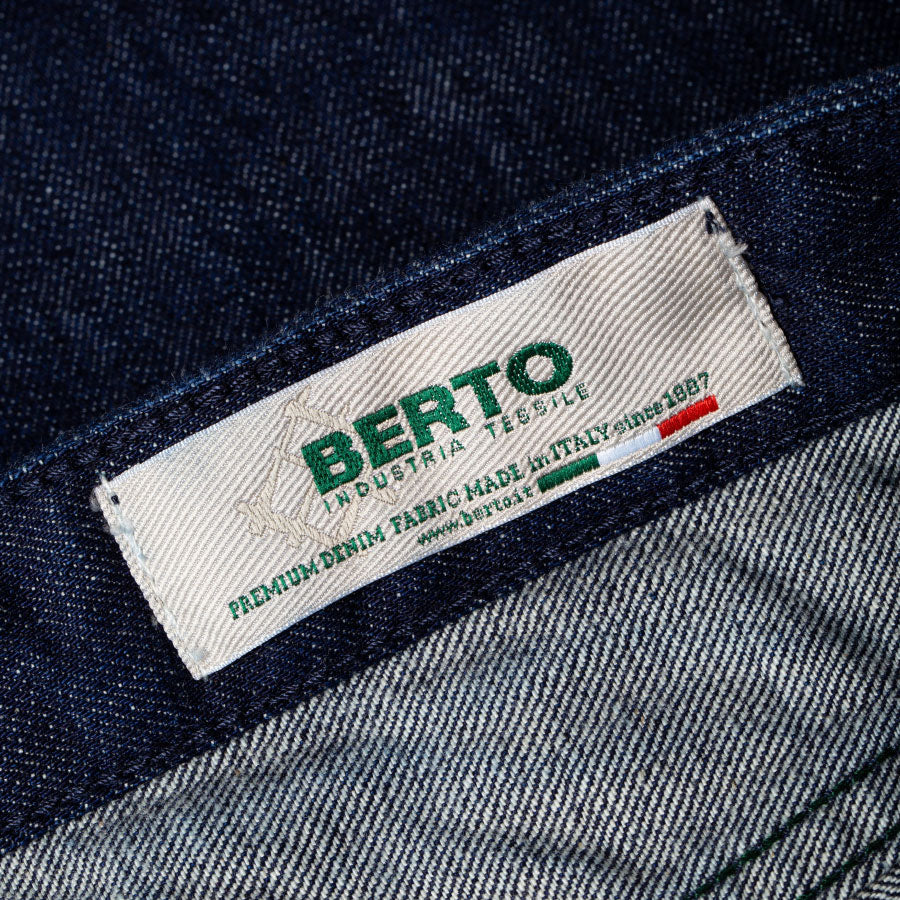 BERTO
INDUSTRIA TESSILE
PREMIUM DENIM FABRIC MADE in ITALY since 1887
www.berto.it